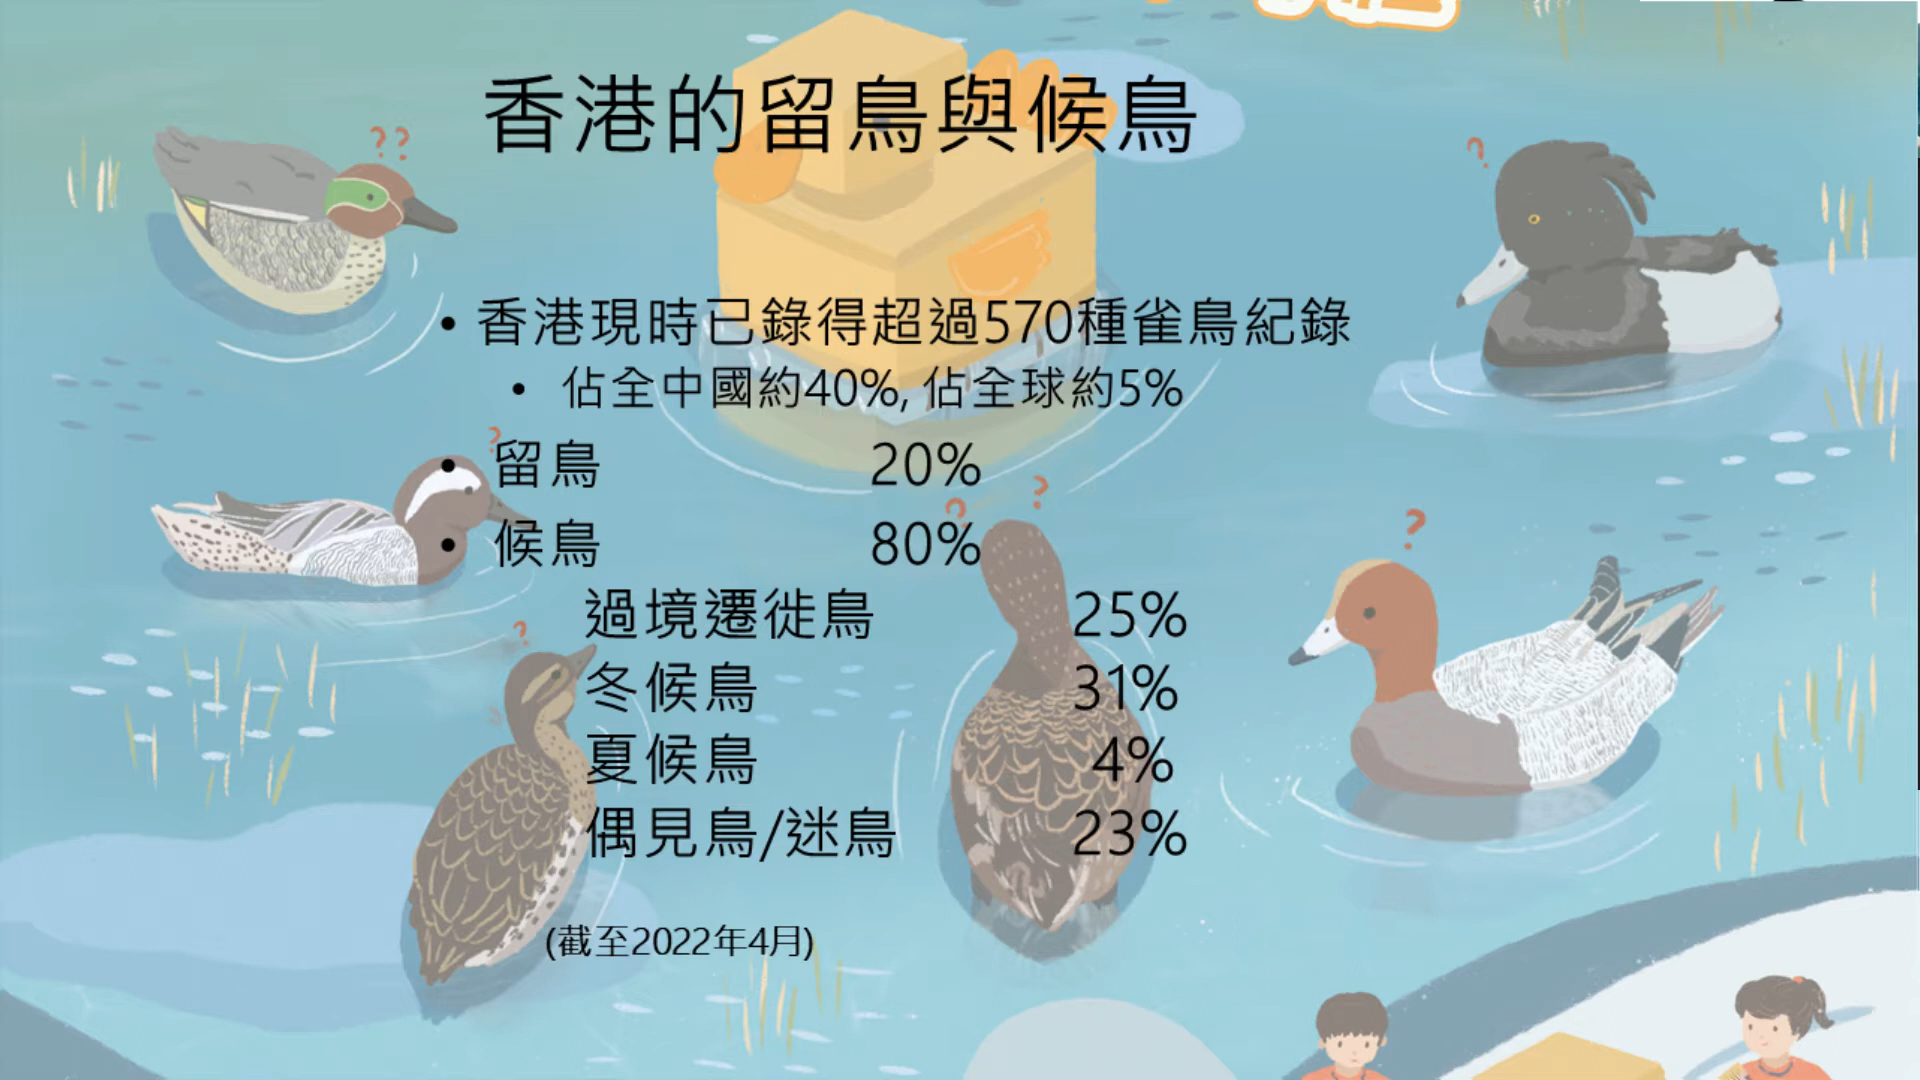 香港的留鳥與候鳥
• 香港現時已錄得超過570種雀鳥紀錄
• 佔全中國約40%, 佔全球約5%
• 留鳥 20%
• 候鳥 80%
過境遷徙鳥 25%
冬候鳥 31%
夏候鳥 4%
偶見鳥/迷鳥 23%
(截至2022年4月)
??
?
?
?
?
?
?